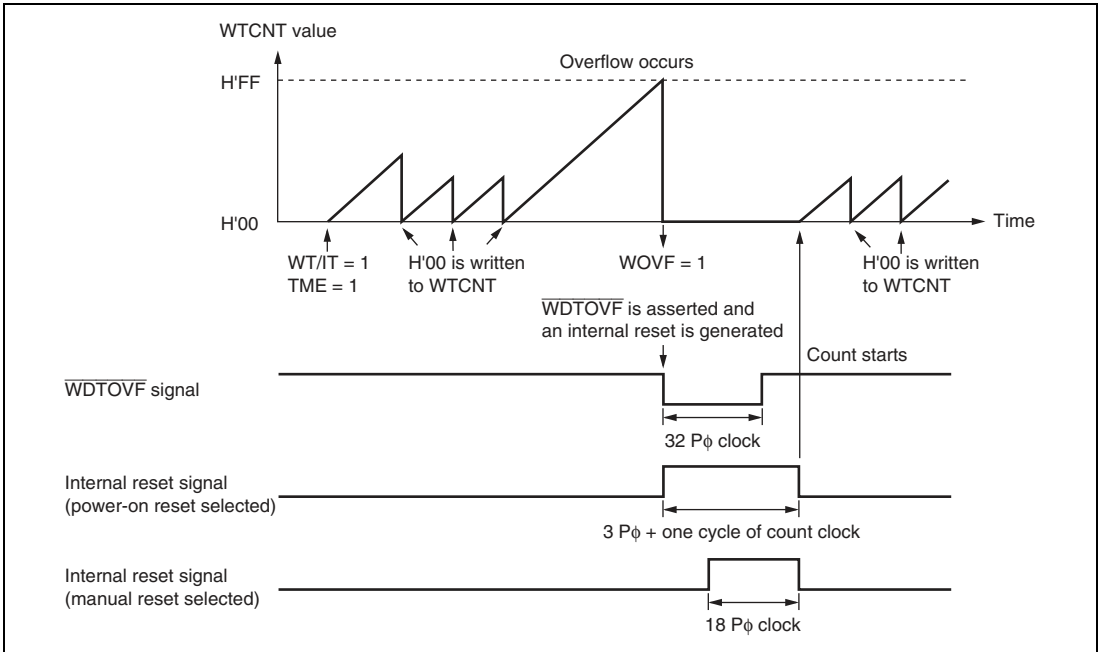 WTCNT value
Overflow occurs
H'FF
H'00
Time
WT/IT = 1
TME = 1
H'00 is written
to WTCNT
WOVF = 1
H'00 is written
to WTCNT
WDTOVF is asserted and
an internal reset is generated
Count starts
WDTOVF signal
32 Pϕ clock
Internal reset signal
(power-on reset selected)
3 Pϕ + one cycle of count clock
Internal reset signal
(manual reset selected)
18 Pϕ clock